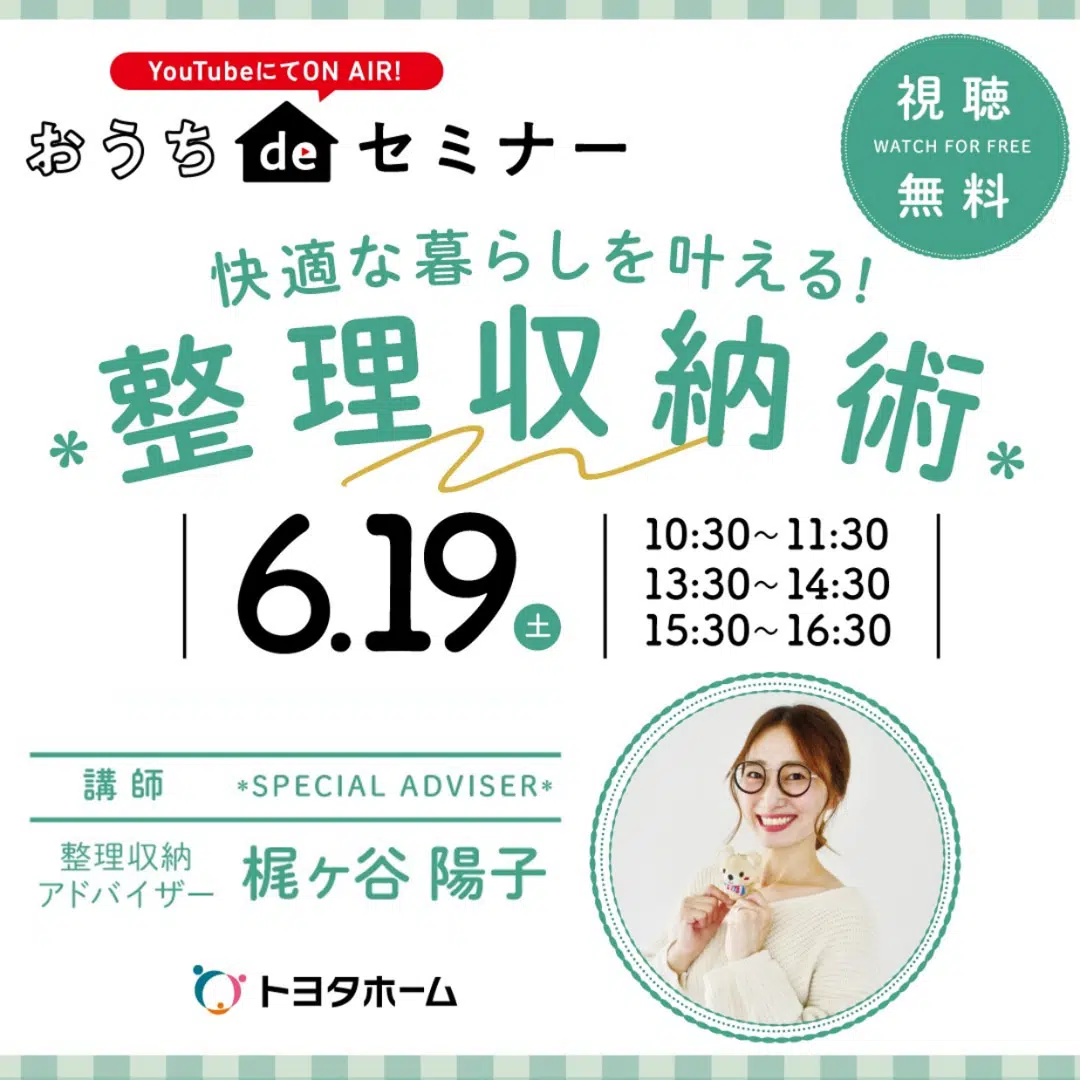 YouTubeにてON AIR!
おうちdeセミナー
視聴
WATCH FOR FREE
無料
快適な暮らしを叶える!
*整理収納術*
6.19土
10:30~11:30
13:30~14:30
15:30~16:30
講師 *SPECIAL ADVISER*
整理収納
アドバイザー
梶ヶ谷 陽子
トヨタホーム